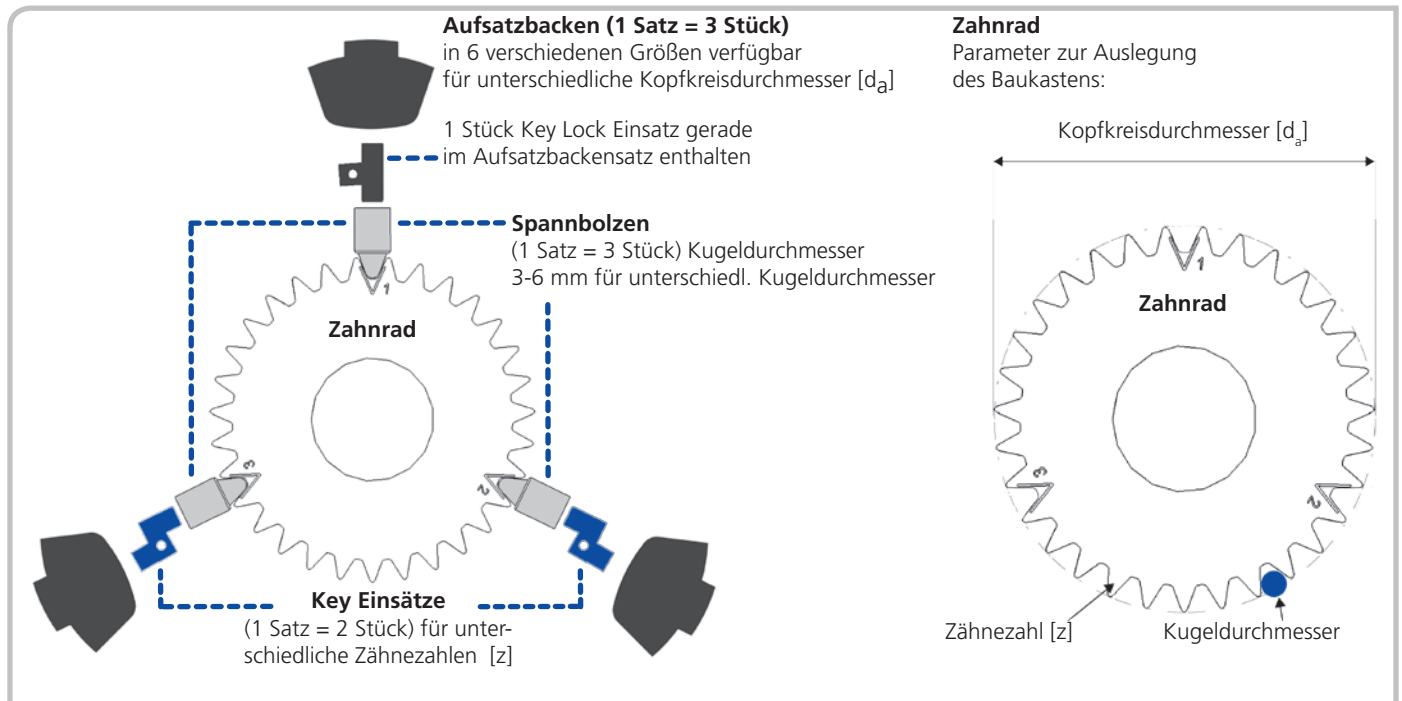 Aufsatzbacken (1 Satz = 3 Stück)
in 6 verschiedenen Größen verfügbar
für unterschiedliche Kopfkreisdurchmesser [da]
1 Stück Key Lock Einsatz gerade
im Aufsatzbackensatz enthalten
Spannbolzen
(1 Satz = 3 Stück) Kugeldurchmesser
3-6 mm für unterschiedl. Kugeldurchmesser
1
Zahnrad
3
2
Key Einsätze
(1 Satz = 2 Stück) für unter-
schiedliche Zähnezahlen [z]
Zahnrad
Parameter zur Auslegung
des Baukastens:
Kopfkreisdurchmesser [da]
1
Zahnrad
3
2
Zähnezahl [z]
Kugeldurchmesser